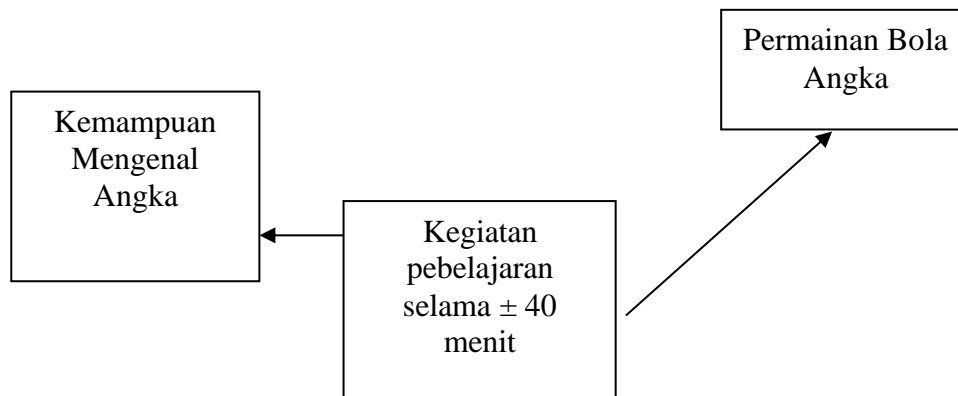 Permainan Bola
Angka
Kemampuan
Mengenal
Angka
Kegiatan
pebelajaran
selama ± 40
menit